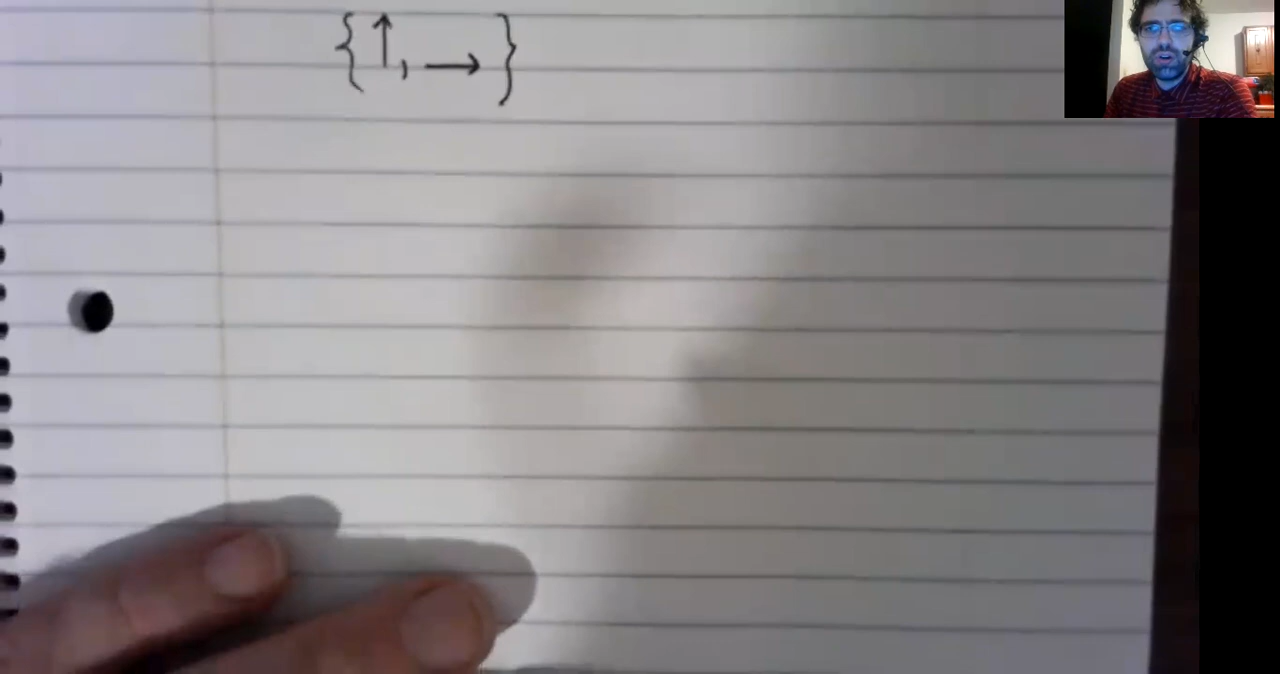 {↑, →}